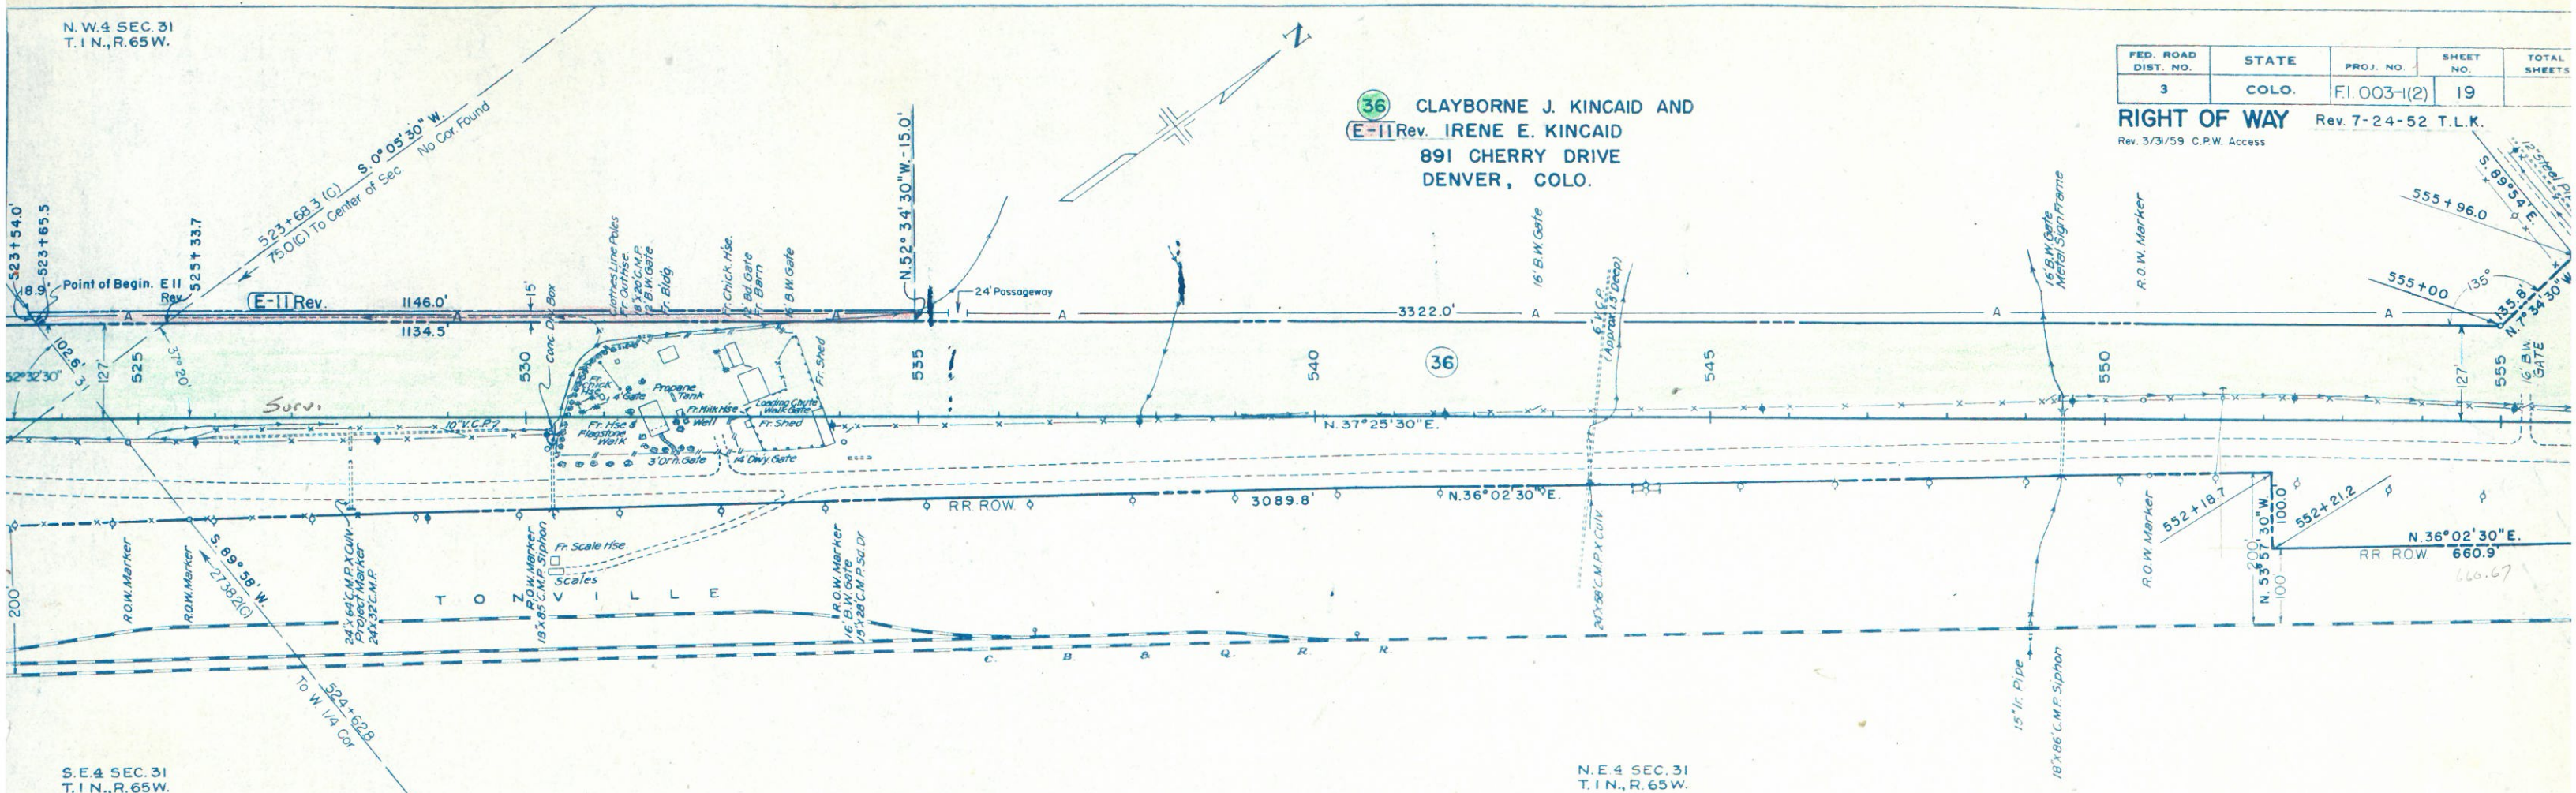 N.W.4 SEC. 31
T. 1 N., R. 65 W.
FED. ROAD DIST. NO.
STATE
PROJ. NO.
SHEET NO.
TOTAL SHEETS
3
COLO.
F.I. 003-1(2)
19
RIGHT OF WAY
Rev. 7-24-52 T.L.K.
Rev. 3/31/59 C.P.W. Access
N
36 CLAYBORNE J. KINCAID AND
E-11 Rev. IRENE E. KINCAID
891 CHERRY DRIVE
DENVER, COLO.
523+54.0'
523+65.5
18.9'
Point of Begin. E 11
Rev.
525+33.7
523+68.3 (C)
S. 0° 05' 30" W.
75.0(C) To Center of Sec
No Cor. Found
E-11 Rev.
1146.0'
1134.5'
15'
Conc. Div. Box
Clothes Line Poles
Fr. Outhse.
18"x20' C.M.P.
12' B.W. Gate
Fr. Bldg.
Fr. Chick. Hse.
12' Bd. Gate
Fr. Barn
16' B.W. Gate
N. 52° 34' 30" W. - 15.0'
24' Passageway
A
A
A
A
A
A
A
3322.0'
16' B.W. Gate
6" V.C.P.
(Approx. 1.5' Deep)
16' B.W. Gate
Metal Sign Frame
R.O.W. Marker
555+96.0
S. 89° 54' E.
555+00
135°
135.8'
N. 7° 34' 30" W.
16' B.W.
GATE
52°32'30"
102.6'
31
127'
37° 20'
525
530
535
540
36
545
550
555
127'
Surv.
10" V.C.P.?
Fr. Chick Hse.
4' Gate
Propane Tank
Fr. Milk Hse
Well
Loading Chute
Walk Gate
Fr. Shed
Fr. Shed
Fr. Hse &
Flagstone
Walk
3' Orn. Gate
14' Dwy. Gate
N. 37° 25' 30" E.
RR ROW
3089.8'
N. 36° 02' 30" E.
552+18.7
552+21.2
N. 53° 57' 30" W.
100.0
200'
100'
N. 36° 02' 30" E.
RR ROW 660.9'
660.67
200'
R.O.W. Marker
R.O.W. Marker
S. 89° 58' W.
2738.2(C)
24"x64' C.M.P. X Culv.
Project Marker
24"x32' C.M.P.
R.O.W. Marker
18"x85' C.M.P. Siphon
Fr. Scale Hse.
Scales
R.O.W. Marker
16' B.W. Gate
15"x28' C.M.P. Sd. Dr
24"x58' C.M.P. X Culv.
R.O.W. Marker
TONVILLE
C. B. & Q. R. R.
15" Ir. Pipe
18"x86' C.M.P. Siphon
524+62.8
To W. 1/4 Cor
S.E.4 SEC. 31
T. 1 N., R. 65 W.
N.E.4 SEC. 31
T. 1 N., R. 65 W.